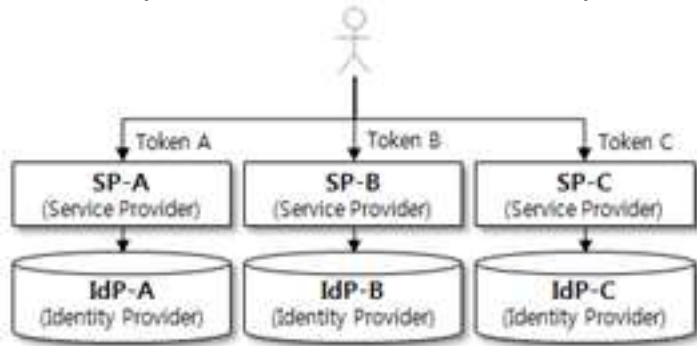 Token A
Token B
Token C
SP-A
(Service Provider)
SP-B
(Service Provider)
SP-C
(Service Provider)
IdP-A
(Identity Provider)
IdP-B
(Identity Provider)
IdP-C
(Identity Provider)